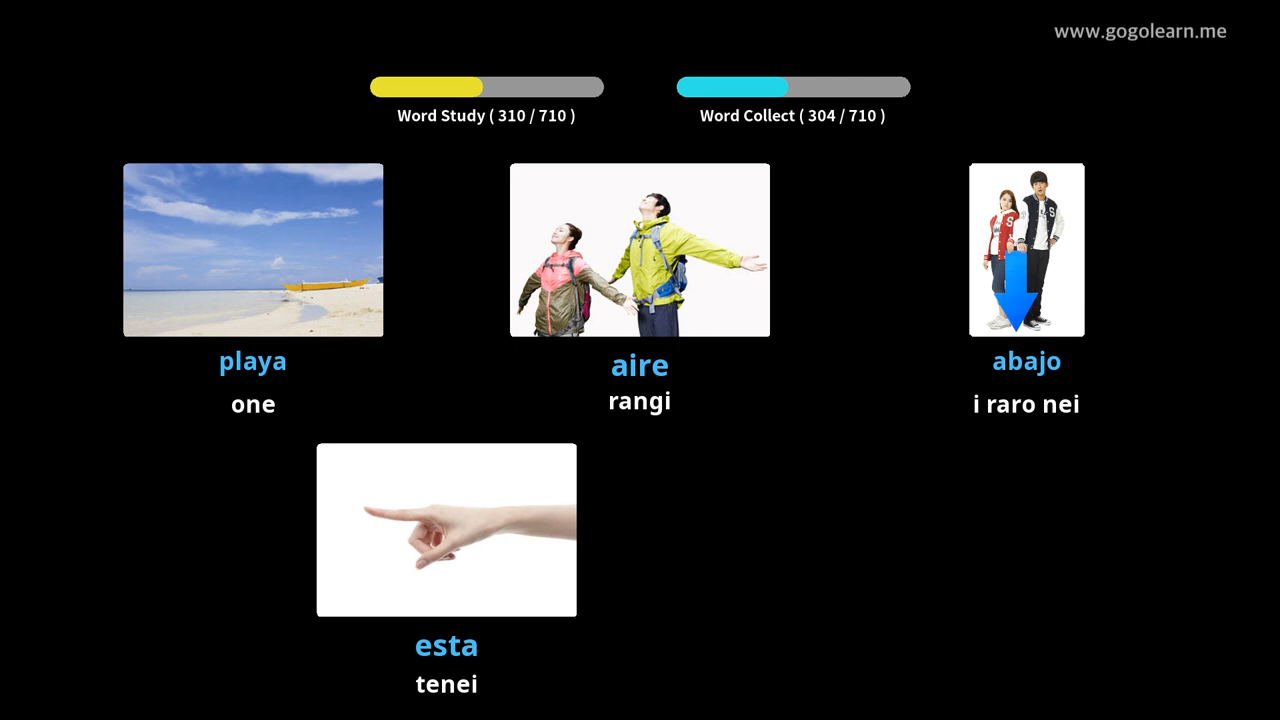 www.gogolearn.me
Word Study ( 310 / 710 )
Word Collect ( 304 / 710 )
playa
one
aire
rangi
abajo
i raro nei
esta
tenei